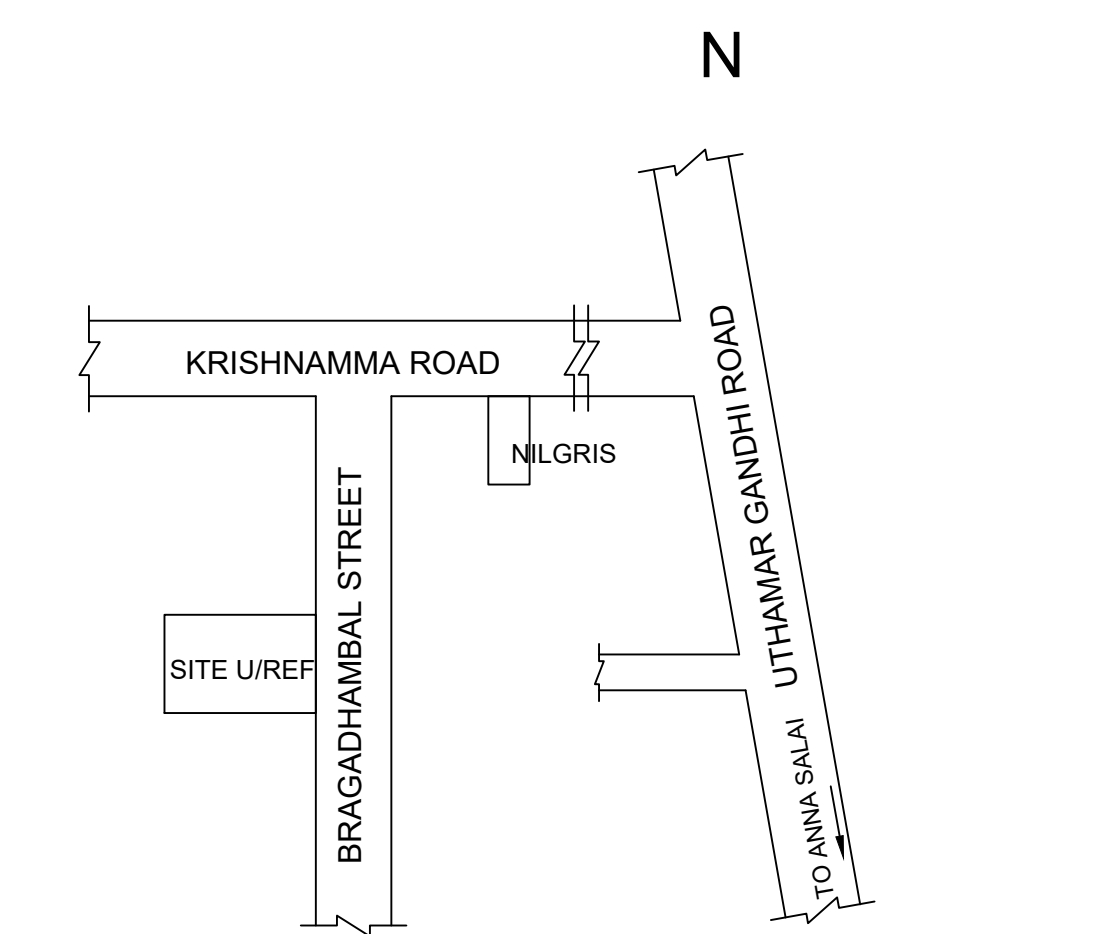 N
KRISHNAMMA ROAD
UTHAMAR GANDHI ROAD
NILGRIS
BRAGADHAMBAL STREET
SITE U/REF
TO ANNA SALAI